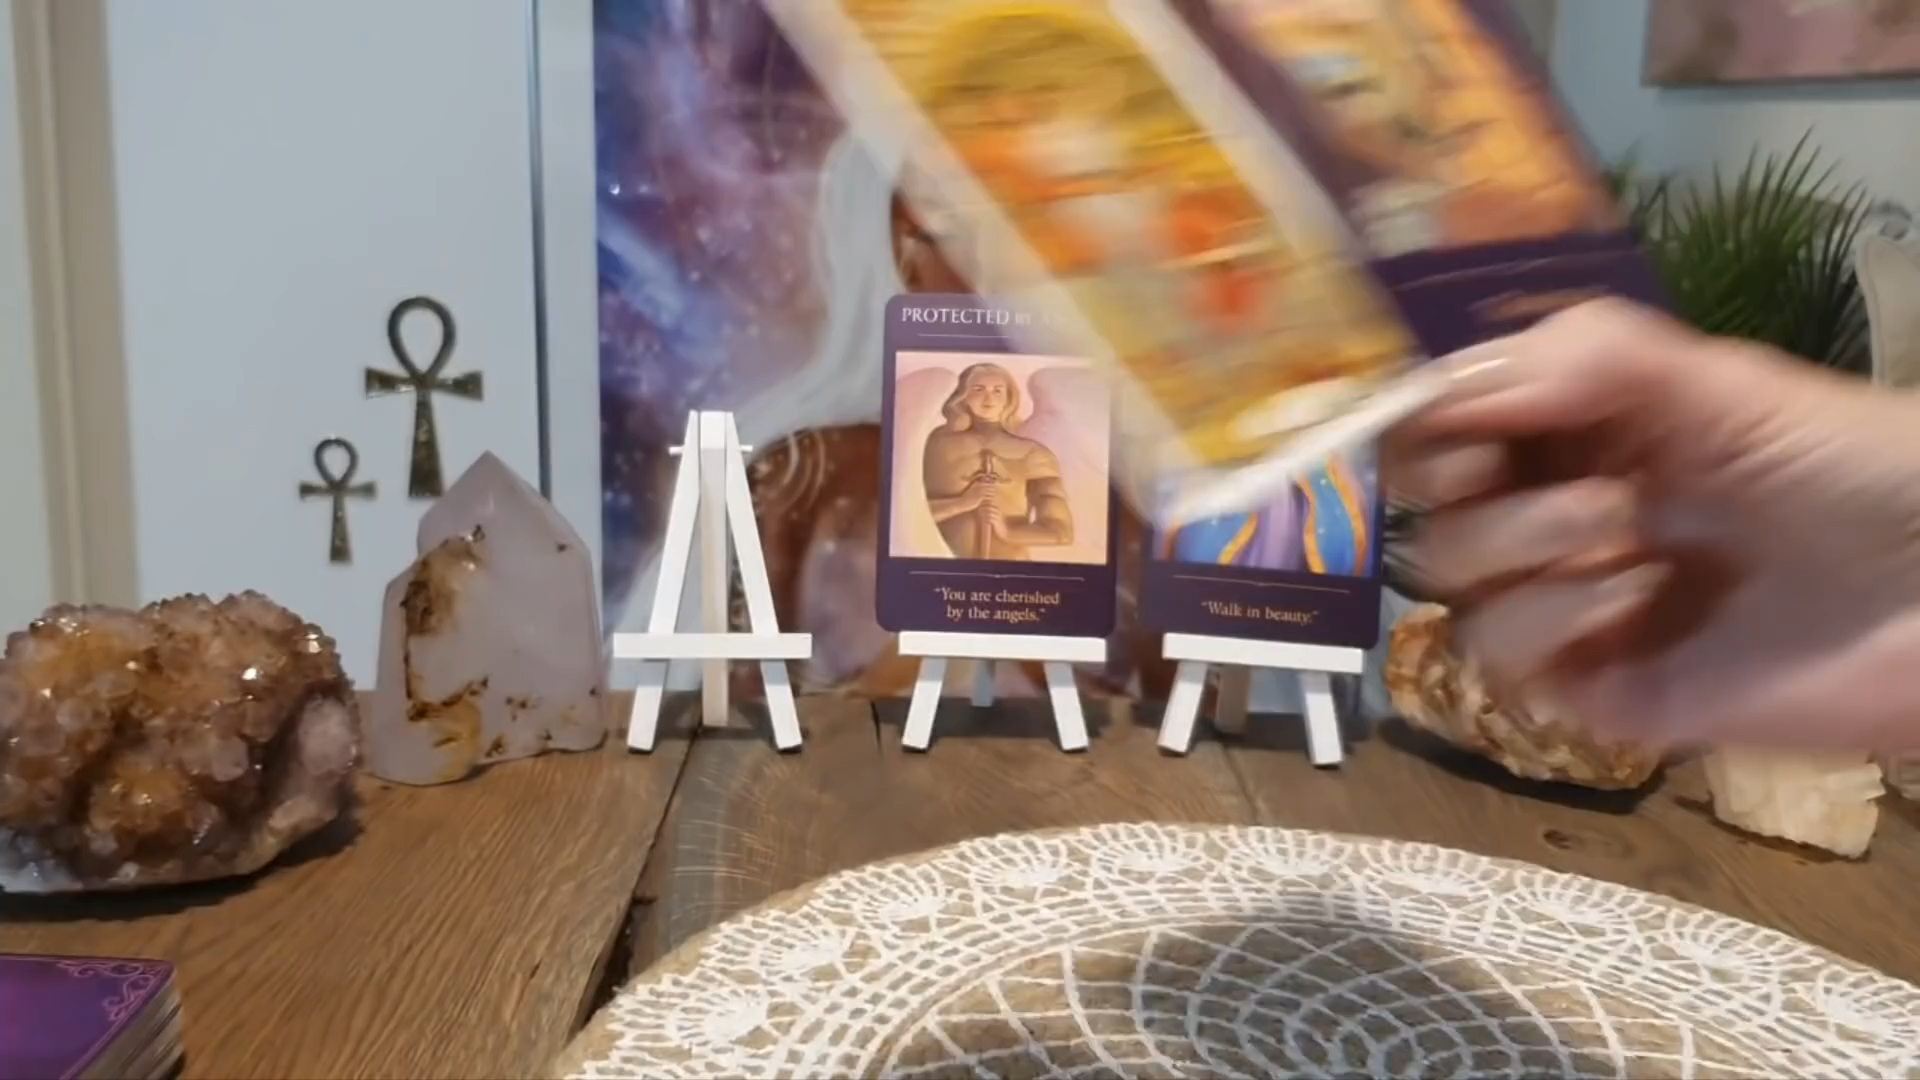 PROTECTED BY
"You are cherished
by the angels."
"Walk in beauty."